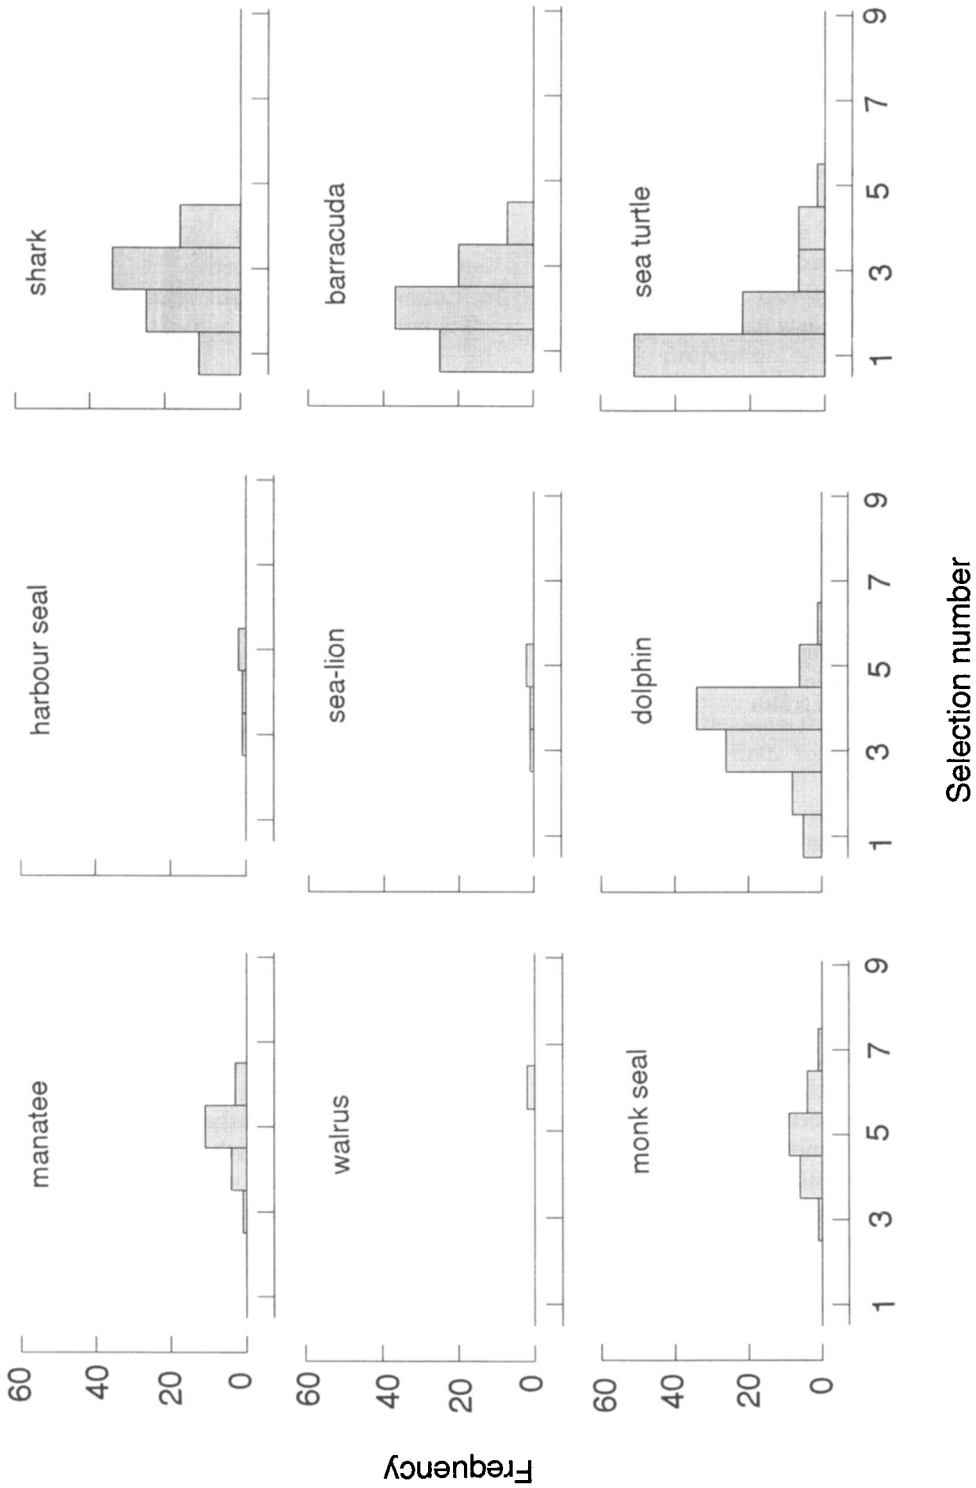 manatee
harbour seal
shark
60
40
20
0
walrus
sea-lion
barracuda
60
40
20
0
Frequency
monk seal
dolphin
sea turtle
60
40
20
0
1 3 5 7 9
1 3 5 7 9
1 3 5 7 9
Selection number